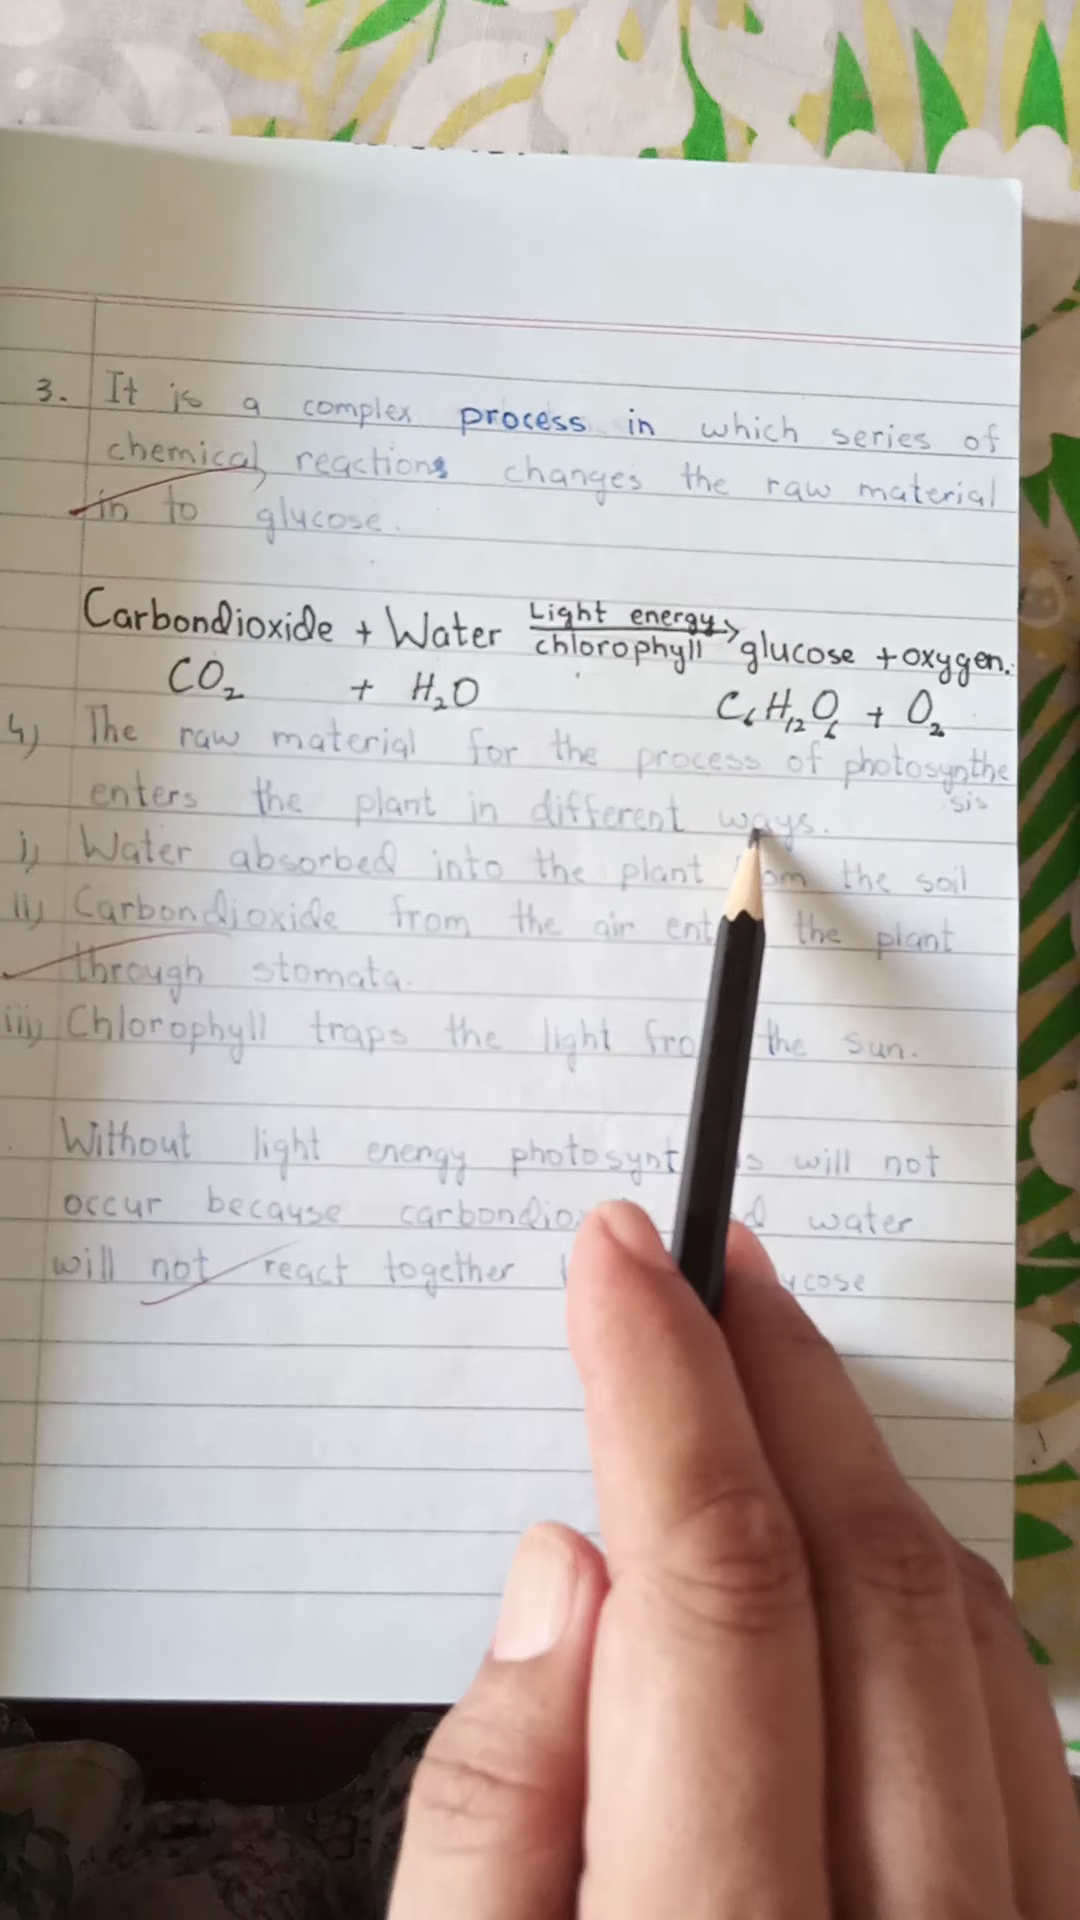 3. It is a complex process in which series of
chemical reactions changes the raw material
in to glucose.
Carbondioxide + Water Light energy> glucose + oxygen.
chlorophyll
CO₂ + H₂O C₆H₁₂O₆ + O₂
4) The raw material for the process of photosynthe
sis
enters the plant in different ways.
i) Water absorbed into the plant the soil
ii) Carbondioxide from the air the plant
through stomata.
iii) Chlorophyll traps the light the sun.
Without light energy will not
occur because water
will not react together